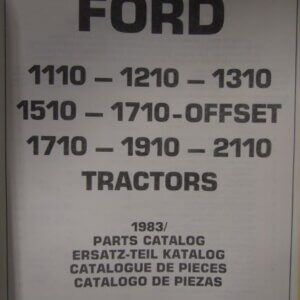 FORD
1110 – 1210 – 1310
1510 – 1710-OFFSET
1710 – 1910 – 2110
TRACTORS
1983/
PARTS CATALOG
ERSATZ-TEIL KATALOG
CATALOGUE DE PIECES
CATALOGO DE PIEZAS